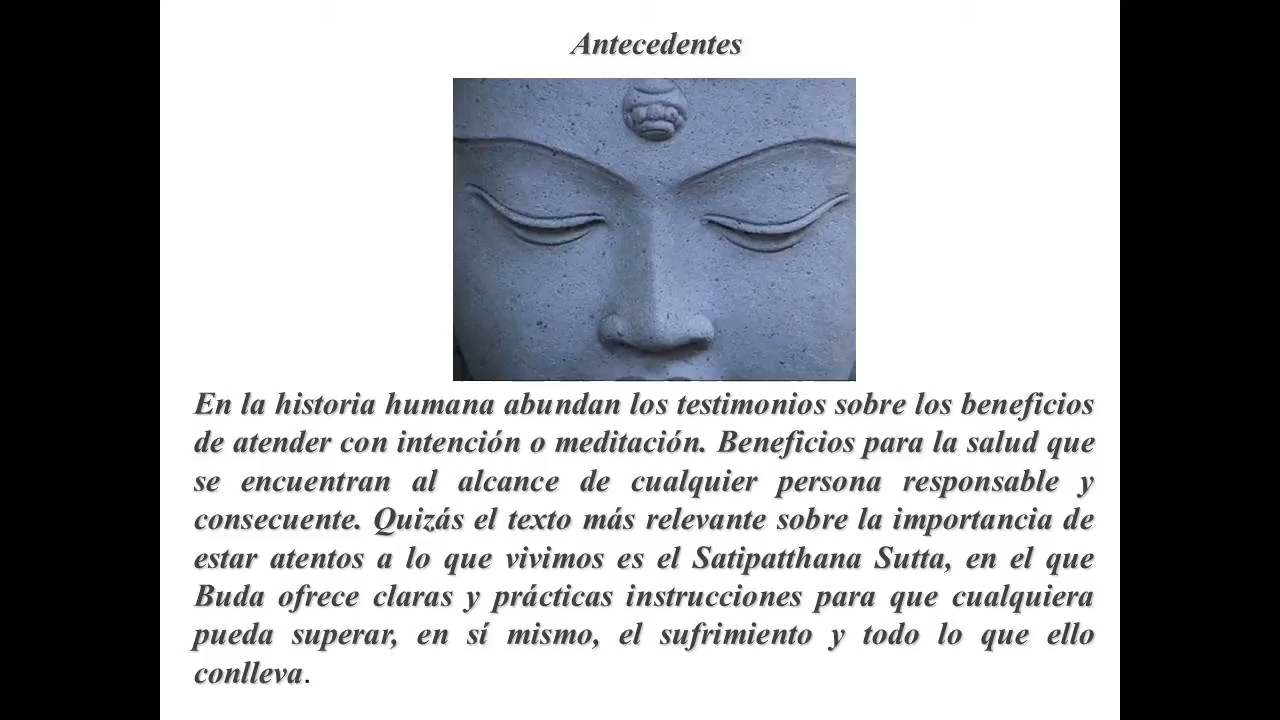 Antecedentes
En la historia humana abundan los testimonios sobre los beneficios
de atender con intención o meditación. Beneficios para la salud que
se encuentran al alcance de cualquier persona responsable y
consecuente. Quizás el texto más relevante sobre la importancia de
estar atentos a lo que vivimos es el Satipatthana Sutta, en el que
Buda ofrece claras y prácticas instrucciones para que cualquiera
pueda superar, en sí mismo, el sufrimiento y todo lo que ello
conlleva.